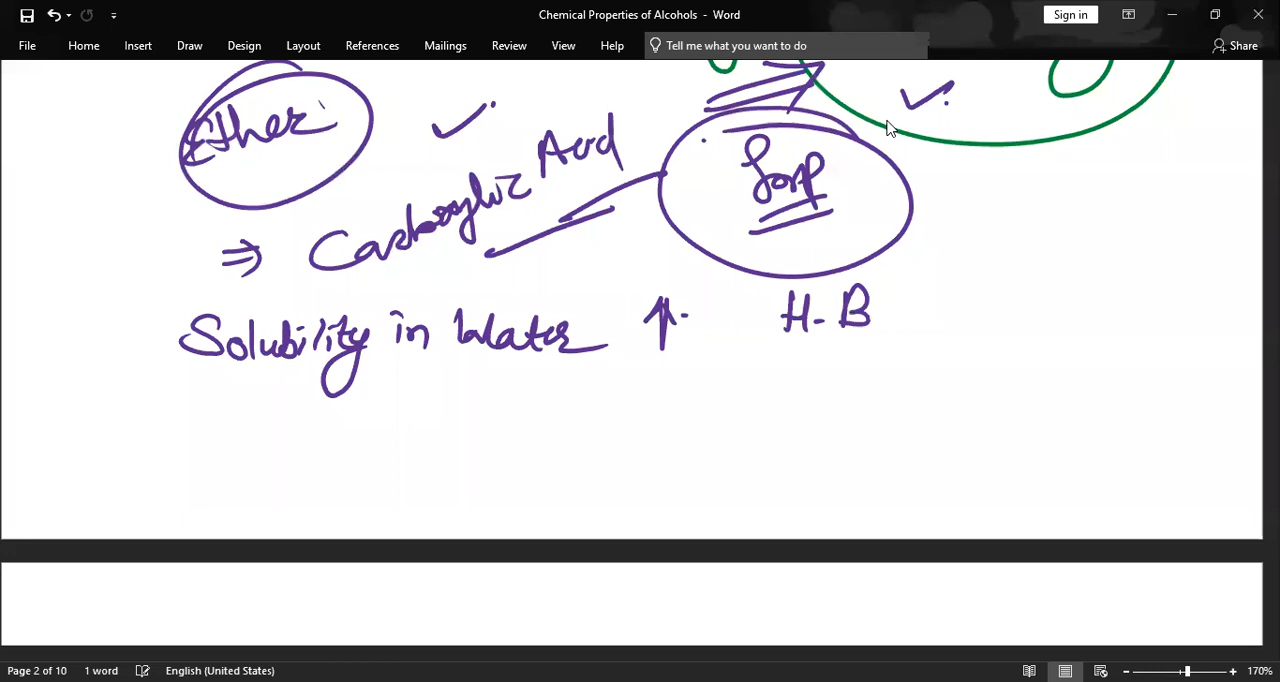 Chemical Properties of Alcohols - Word
Sign in
File Home Insert Draw Design Layout References Mailings Review View Help Tell me what you want to do Share
Ether
⇒ Carboxylic Acid
Solubility in Water ↑ H-B
Page 2 of 10 1 word English (United States) 170%